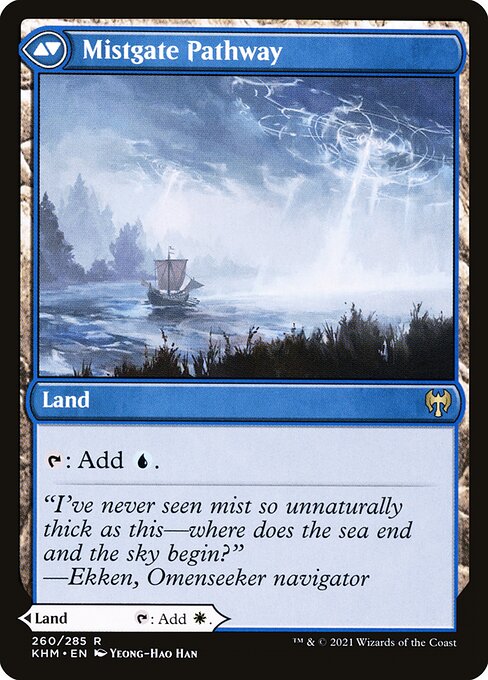 Mistgate Pathway
Land
: Add .
“I’ve never seen mist so unnaturally
thick as this—where does the sea end
and the sky begin?”
—Ekken, Omenseeker navigator
Land : Add .
260/285 R
KHM • EN Yeong-Hao Han
™ & © 2021 Wizards of the Coast